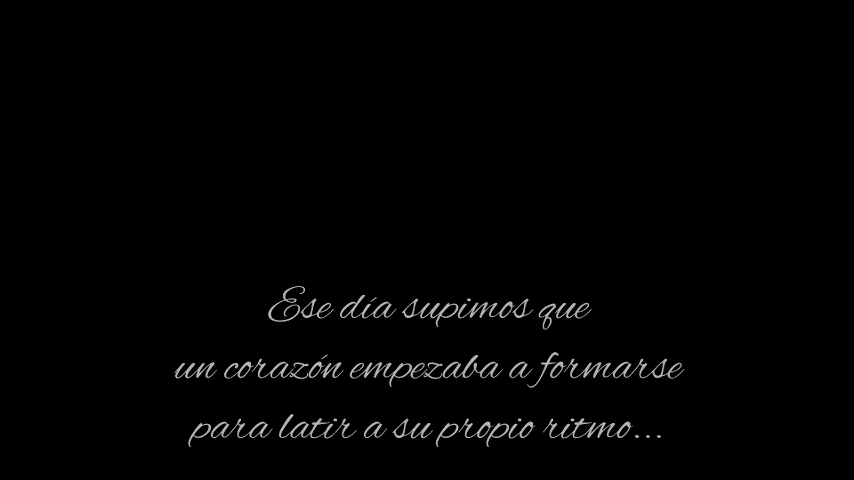 Ese día supimos que
un corazón empezaba a formarse
para latir a su propio ritmo...